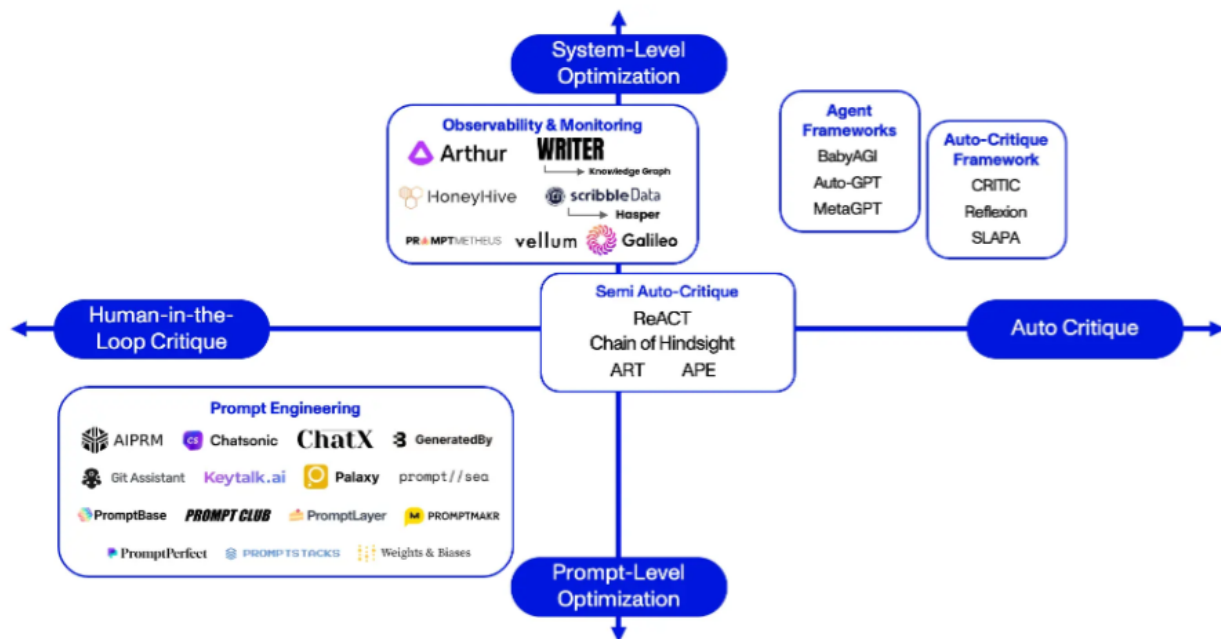 System-Level
Optimization
Observability & Monitoring
Arthur
WRITER
Knowledge Graph
HoneyHive
scribbleData
Hasper
PROMPTMETHEUS
vellum
Galileo
Agent
Frameworks
BabyAGI
Auto-GPT
MetaGPT
Auto-Critique
Framework
CRITIC
Reflexion
SLAPA
Human-in-the-
Loop Critique
Semi Auto-Critique
ReACT
Chain of Hindsight
ART APE
Auto Critique
Prompt Engineering
AIPRM
CS Chatsonic
ChatX
GeneratedBy
Git Assistant
Keytalk.ai
Palaxy
prompt//sea
PromptBase
PROMPT CLUB
PromptLayer
M PROMPTMAKR
PromptPerfect
PROMPTSTACKS
Weights & Biases
Prompt-Level
Optimization